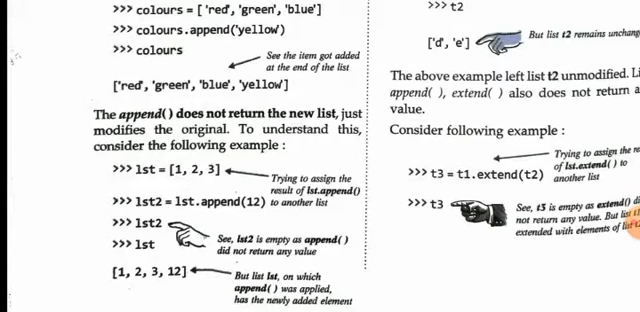 >>> colours = [ 'red', 'green', 'blue']
>>> colours.append('yellow')
>>> colours
See the item got added
at the end of the list
['red', 'green', 'blue', 'yellow']
The append( ) does not return the new list, just
modifies the original. To understand this,
consider the following example :
>>> lst = [1, 2, 3]
Trying to assign the
result of lst.append()
>>> lst2 = lst.append(12) to another list
>>> lst2
>>> lst
See, lst2 is empty as append( )
did not return any value
[1, 2, 3, 12]
But list lst, on which
append( ) was applied,
has the newly added element
>>> t2
['d', 'e']
But list t2 remains
The above example left list t2 unmodified.
append( ), extend( ) also does not return
value.
Consider following example :
Trying to assign the
of lst.extend( ) to
>>> t3 = t1.extend(t2) another list
>>> t3
See, t3 is empty as extend()
not return any value. But list
extended with elements of